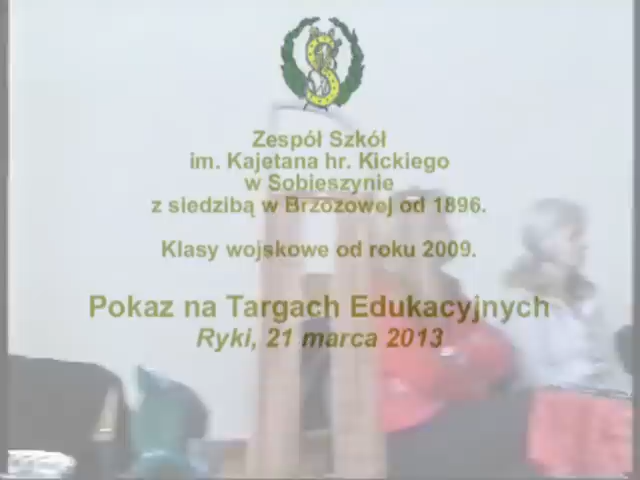 Zespół Szkół
im. Kajetana hr. Kickiego
w Sobieszynie
z siedzibą w Brzozowej od 1896.
Klasy wojskowe od roku 2009.
Pokaz na Targach Edukacyjnych
Ryki, 21 marca 2013